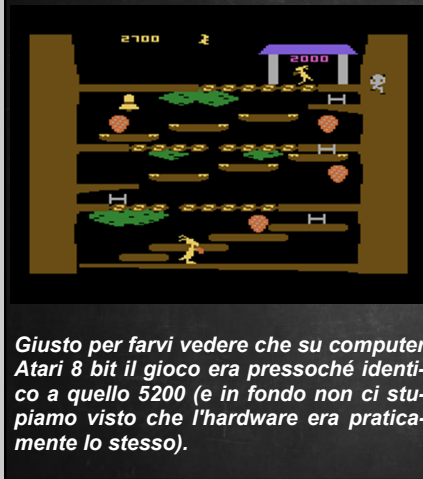 2700
2000
Giusto per farvi vedere che su computer
Atari 8 bit il gioco era pressoché identi-
co a quello 5200 (e in fondo non ci stu-
piamo visto che l'hardware era pratica-
mente lo stesso).